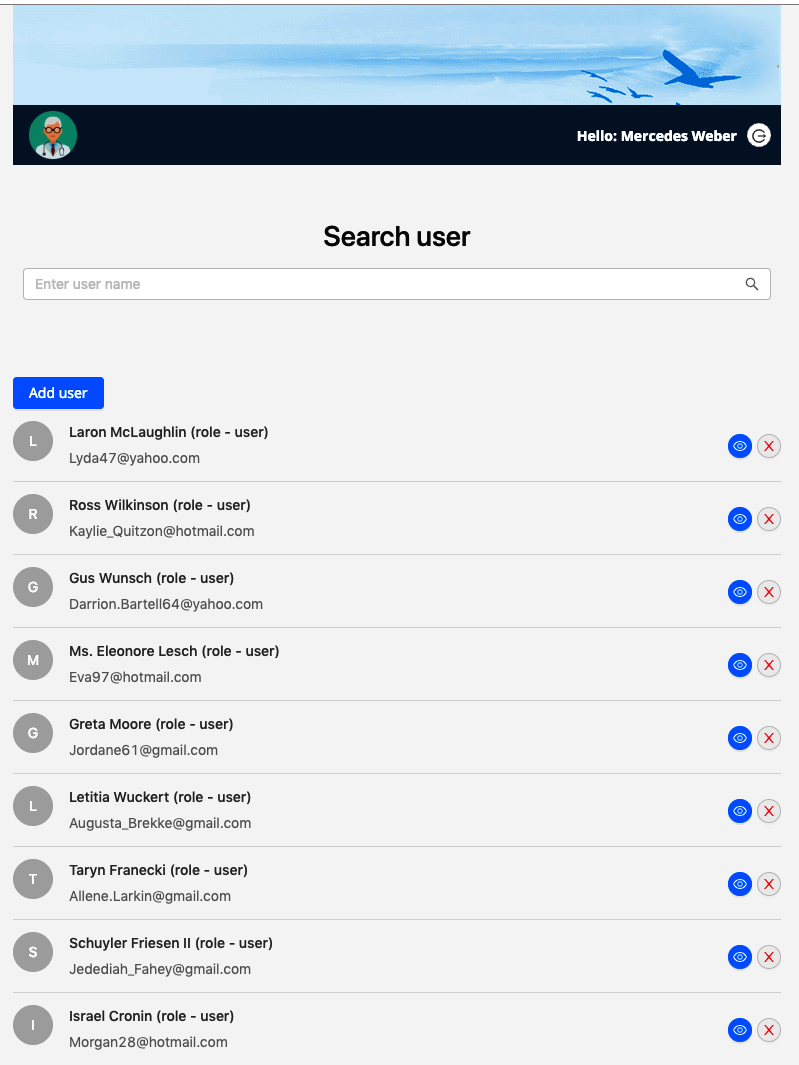 Hello: Mercedes Weber
Search user
Enter user name
Add user
L
Laron McLaughlin (role - user)
Lyda47@yahoo.com
R
Ross Wilkinson (role - user)
Kaylie_Quitzon@hotmail.com
G
Gus Wunsch (role - user)
Darrion.Bartell64@yahoo.com
M
Ms. Eleonore Lesch (role - user)
Eva97@hotmail.com
G
Greta Moore (role - user)
Jordane61@gmail.com
L
Letitia Wuckert (role - user)
Augusta_Brekke@gmail.com
T
Taryn Franecki (role - user)
Allene.Larkin@gmail.com
S
Schuyler Friesen II (role - user)
Jedediah_Fahey@gmail.com
I
Israel Cronin (role - user)
Morgan28@hotmail.com